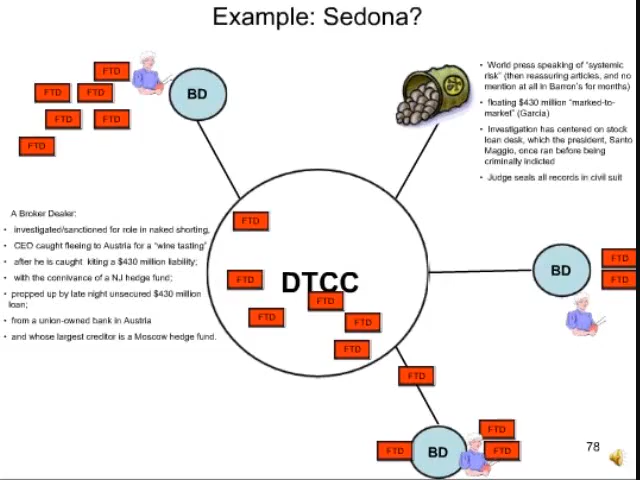 Example: Sedona?
FTD
FTD
FTD
FTD
FTD
FTD
BD
• World press speaking of "systemic
risk" (then reassuring articles, and no
mention at all in Barron's for months)
• floating $430 million "marked-to-
market" (Garcia)
• Investigation has centered on stock
loan desk, which the president, Santo
Maggio, once ran before being
criminally indicted
• Judge seals all records in civil suit
A Broker Dealer:
• investigated/sanctioned for role in naked shorting,
• CEO caught fleeing to Austria for a "wine tasting"
• after he is caught kiting a $430 million liability;
• with the connivance of a NJ hedge fund;
• propped up by late night unsecured $430 million
loan;
• from a union-owned bank in Austria
• and whose largest creditor is a Moscow hedge fund.
FTD
FTD
DTCC
FTD
FTD
FTD
FTD
BD
FTD
FTD
FTD
FTD
BD
FTD
FTD
78